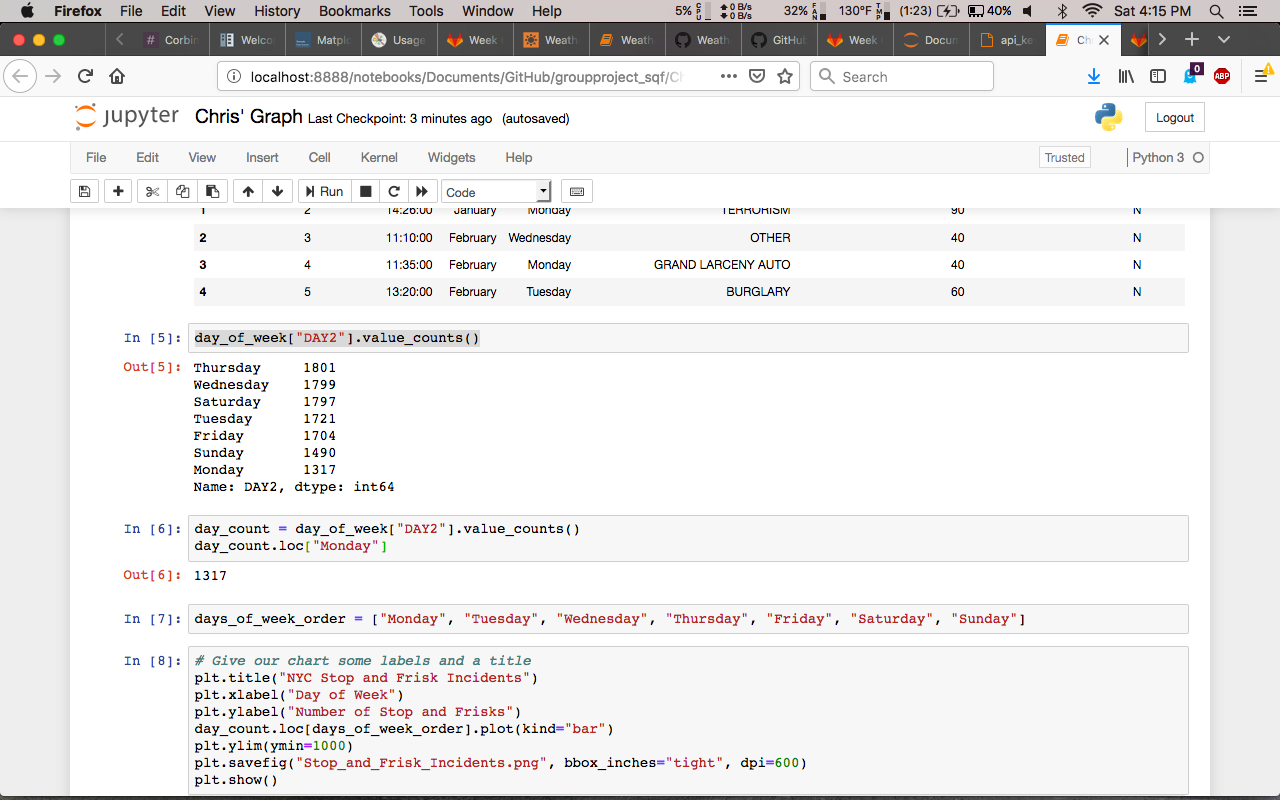 Firefox File Edit View History Bookmarks Tools Window Help 5% CPU 0 B/s 0 B/s 32% FAN 130°F TMP (1:23) 40% Sat 4:15 PM
# Corbin Welco Matplo Usage Week Weath Weath Weath GitHub Week Docum api_ke Ch
localhost:8888/notebooks/Documents/GitHub/groupproject_sqf/Ch Search 0 ABP
jupyter Chris' Graph Last Checkpoint: 3 minutes ago (autosaved) Logout
File Edit View Insert Cell Kernel Widgets Help Trusted Python 3
Run Code
1 2 14:26:00 January Monday TERRORISM 90 N
2 3 11:10:00 February Wednesday OTHER 40 N
3 4 11:35:00 February Monday GRAND LARCENY AUTO 40 N
4 5 13:20:00 February Tuesday BURGLARY 60 N
In [5]: day_of_week["DAY2"].value_counts()
Out[5]: Thursday 1801
Wednesday 1799
Saturday 1797
Tuesday 1721
Friday 1704
Sunday 1490
Monday 1317
Name: DAY2, dtype: int64
In [6]: day_count = day_of_week["DAY2"].value_counts()
day_count.loc["Monday"]
Out[6]: 1317
In [7]: days_of_week_order = ["Monday", "Tuesday", "Wednesday", "Thursday", "Friday", "Saturday", "Sunday"]
In [8]: # Give our chart some labels and a title
plt.title("NYC Stop and Frisk Incidents")
plt.xlabel("Day of Week")
plt.ylabel("Number of Stop and Frisks")
day_count.loc[days_of_week_order].plot(kind="bar")
plt.ylim(ymin=1000)
plt.savefig("Stop_and_Frisk_Incidents.png", bbox_inches="tight", dpi=600)
plt.show()